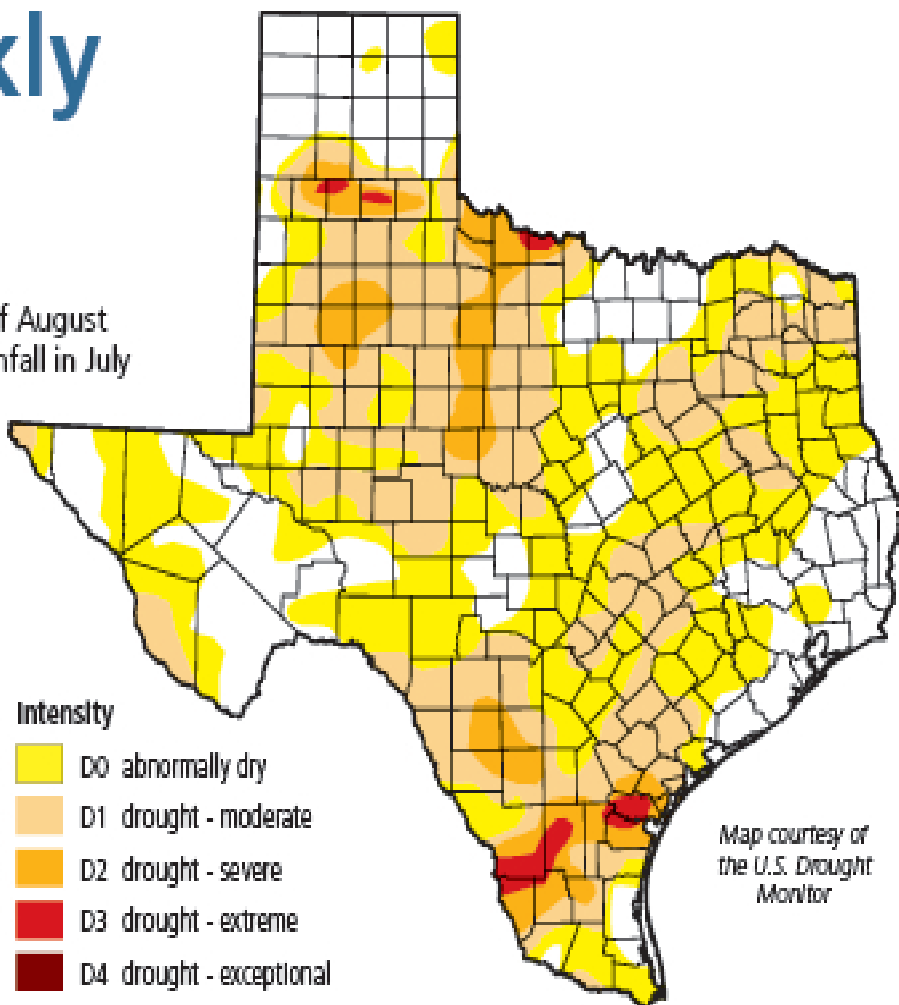 kly
f August
nfall in July
Intensity
D0 abnormally dry
D1 drought - moderate
D2 drought - severe
D3 drought - extreme
D4 drought - exceptional
Map courtesy of
the U.S. Drought
Monitor